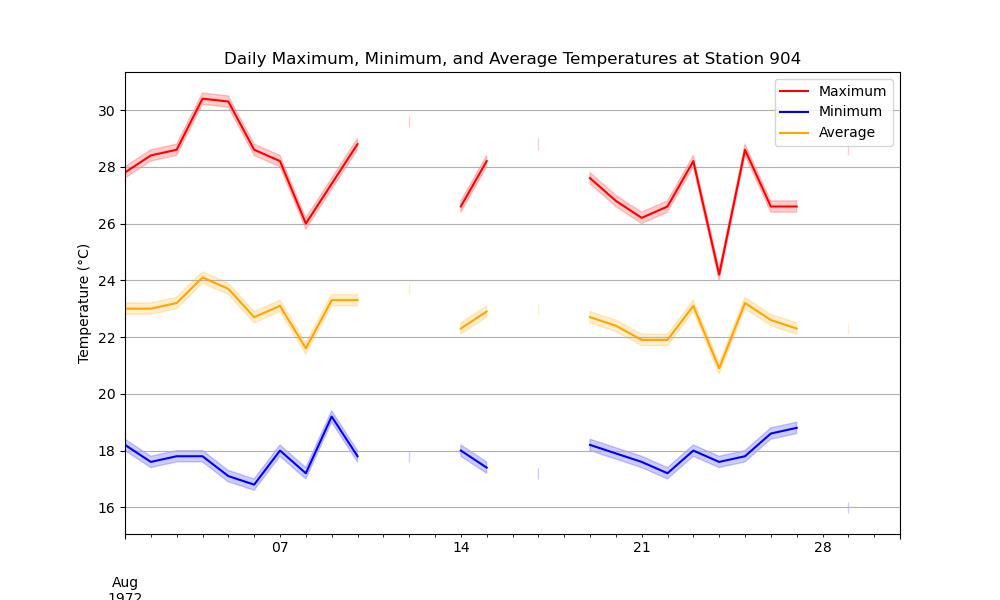 Daily Maximum, Minimum, and Average Temperatures at Station 904
Maximum
Minimum
Average
Temperature (°C)
30
28
26
24
22
20
18
16
07
14
21
28
Aug
1972